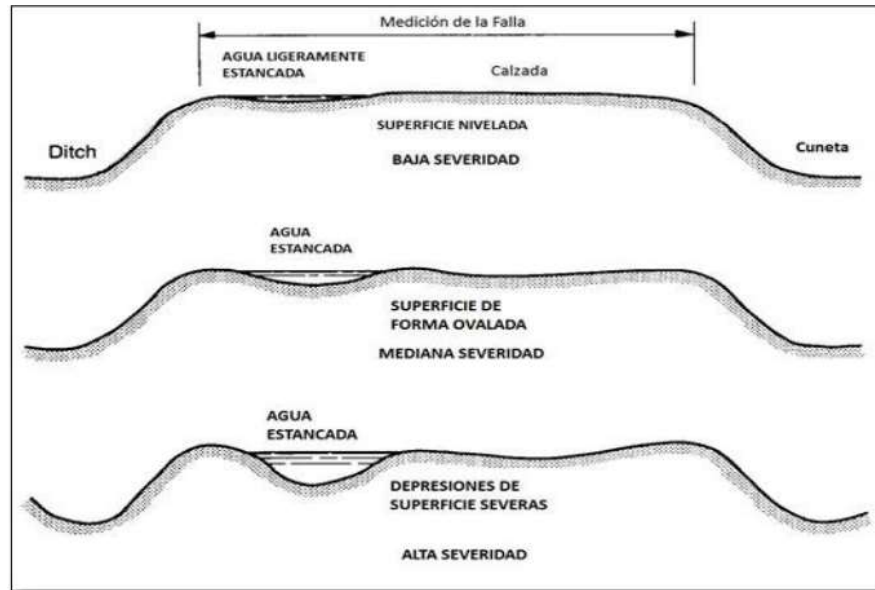 Medición de la Falla
AGUA LIGERAMENTE
ESTANCADA
Calzada
SUPERFICIE NIVELADA
Ditch
Cuneta
BAJA SEVERIDAD
AGUA
ESTANCADA
SUPERFICIE DE
FORMA OVALADA
MEDIANA SEVERIDAD
AGUA
ESTANCADA
DEPRESIONES DE
SUPERFICIE SEVERAS
ALTA SEVERIDAD